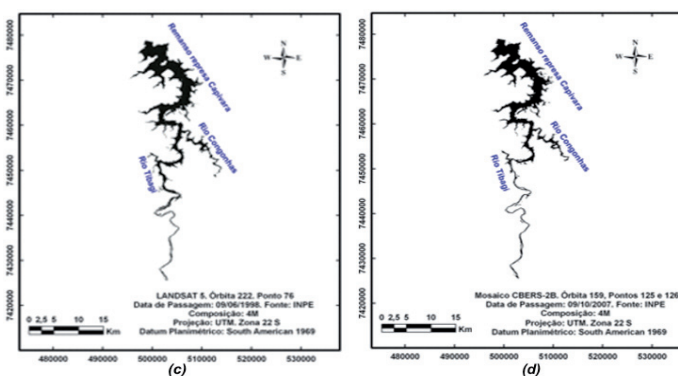 7480000
7470000
7460000
7450000
7440000
7430000
7420000
Remanso represa Capivara
N
W E
S
Rio Congonhas
Rio Tibagi
LANDSAT 5. Órbita 222. Ponto 76
Data de Passagem: 09/06/1998. Fonte: INPE
Composição: 4M
Projeção: UTM. Zona 22 S
Datum Planimétrico: South American 1969
0 2,5 5 10 15
Km
480000 490000 500000 510000 520000 530000
(c)
7480000
7470000
7460000
7450000
7440000
7430000
7420000
Remanso represa Capivara
N
W E
S
Rio Congonhas
Rio Tibagi
Mosaico CBERS-2B. Órbita 159, Pontos 125 e 126
Data de Passagem: 09/10/2007. Fonte: INPE
Composição: 4M
Projeção: UTM. Zona 22 S
Datum Planimétrico: South American 1969
0 2,5 5 10 15
Km
480000 490000 500000 510000 520000 530000
(d)